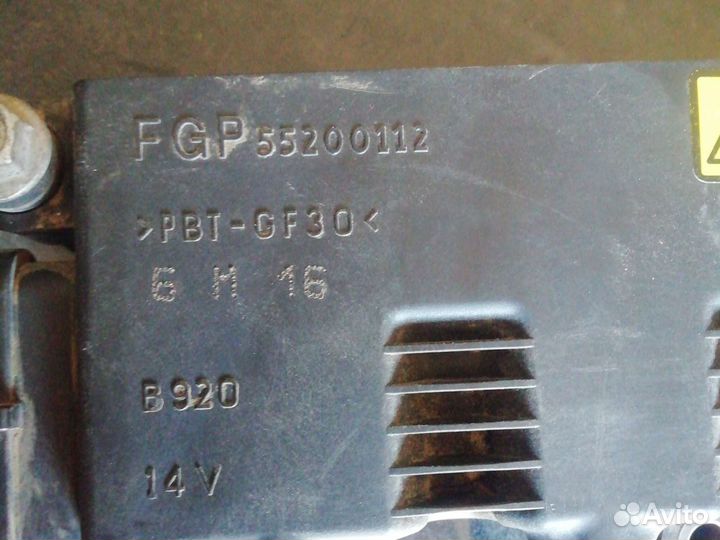 FGP 55200112
>PBT-GF30<
6 H 16
B920
14V
Avito